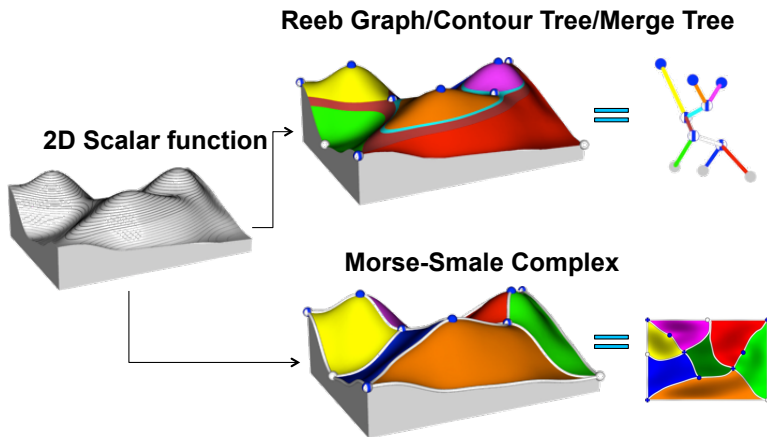 Reeb Graph/Contour Tree/Merge Tree
2D Scalar function
Morse-Smale Complex